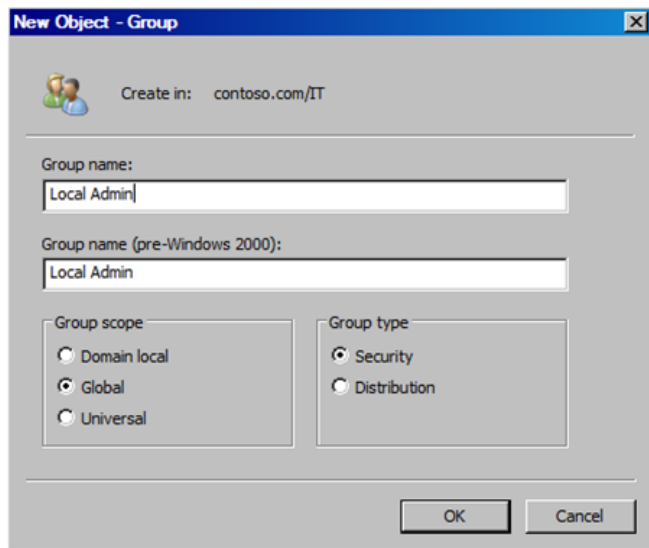 New Object - Group
Create in: contoso.com/IT
Group name:
Local Admin
Group name (pre-Windows 2000):
Local Admin
Group scope
Domain local
Global
Universal
Group type
Security
Distribution
OK
Cancel